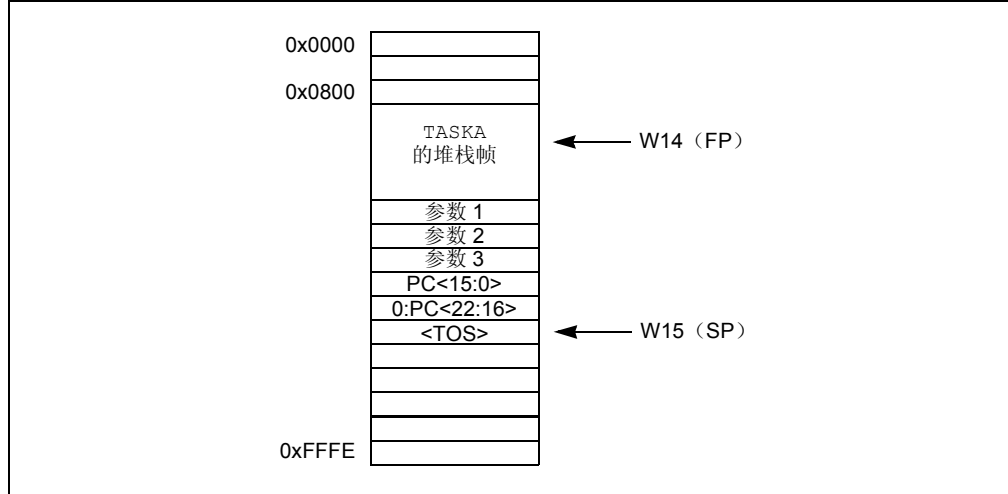 0x0000
0x0800
TASKA
的堆栈帧
W14（FP）
参数 1
参数 2
参数 3
PC<15:0>
0:PC<22:16>
<TOS>
W15（SP）
0xFFFE